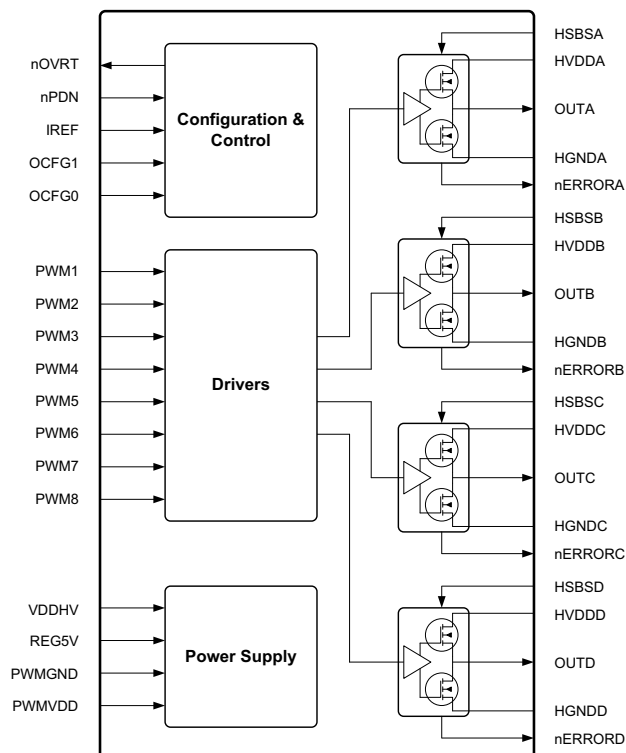 nOVRT
nPDN
IREF
OCFG1
OCFG0
Configuration &
Control
PWM1
PWM2
PWM3
PWM4
PWM5
PWM6
PWM7
PWM8
Drivers
VDDHV
REG5V
PWMGND
PWMVDD
Power Supply
HSBSA
HVDDA
OUTA
HGNDA
nERRORA
HSBSB
HVDDB
OUTB
HGNDB
nERRORB
HSBSC
HVDDC
OUTC
HGNDC
nERRORC
HSBSD
HVDDD
OUTD
HGNDD
nERRORD